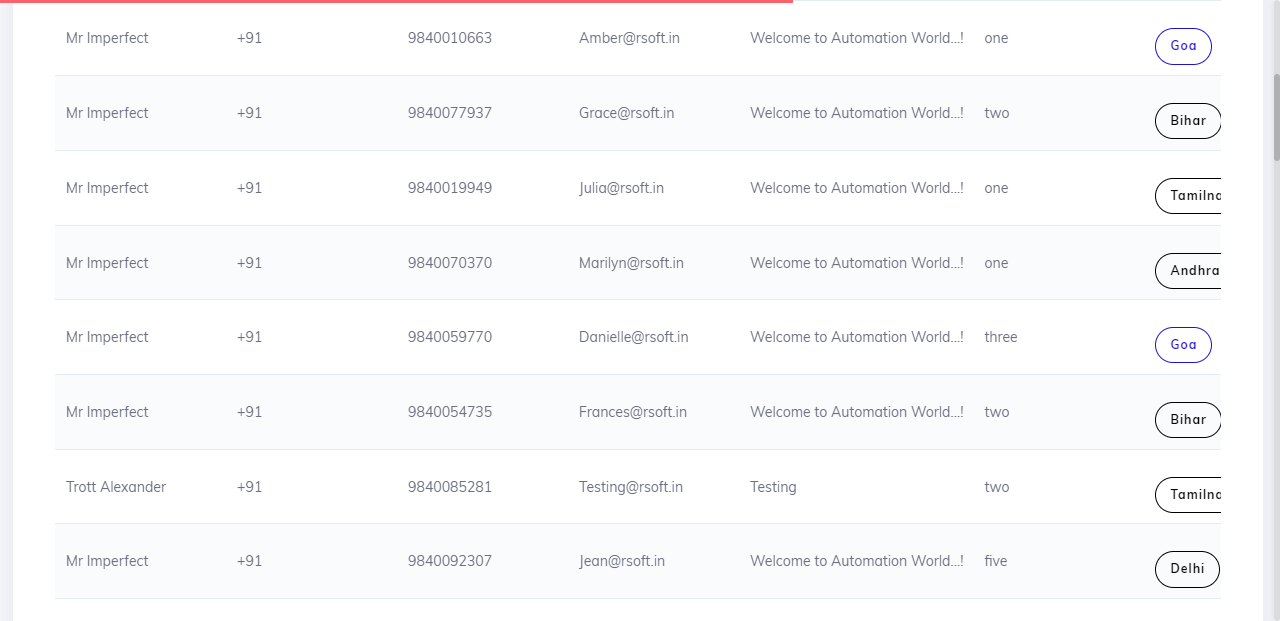 Mr Imperfect +91 9840010663 Amber@rsoft.in Welcome to Automation World...! one Goa
Mr Imperfect +91 9840077937 Grace@rsoft.in Welcome to Automation World...! two Bihar
Mr Imperfect +91 9840019949 Julia@rsoft.in Welcome to Automation World...! one Tamilna
Mr Imperfect +91 9840070370 Marilyn@rsoft.in Welcome to Automation World...! one Andhra
Mr Imperfect +91 9840059770 Danielle@rsoft.in Welcome to Automation World...! three Goa
Mr Imperfect +91 9840054735 Frances@rsoft.in Welcome to Automation World...! two Bihar
Trott Alexander +91 9840085281 Testing@rsoft.in Testing two Tamilna
Mr Imperfect +91 9840092307 Jean@rsoft.in Welcome to Automation World...! five Delhi